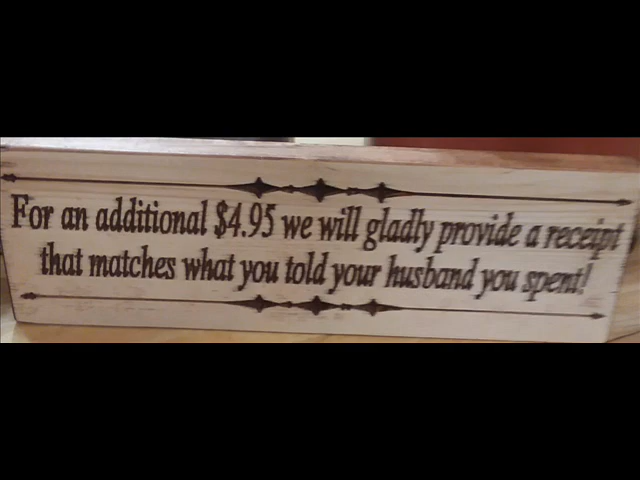 For an additional $4.95 we will gladly provide a receipt
that matches what you told your husband you spent!